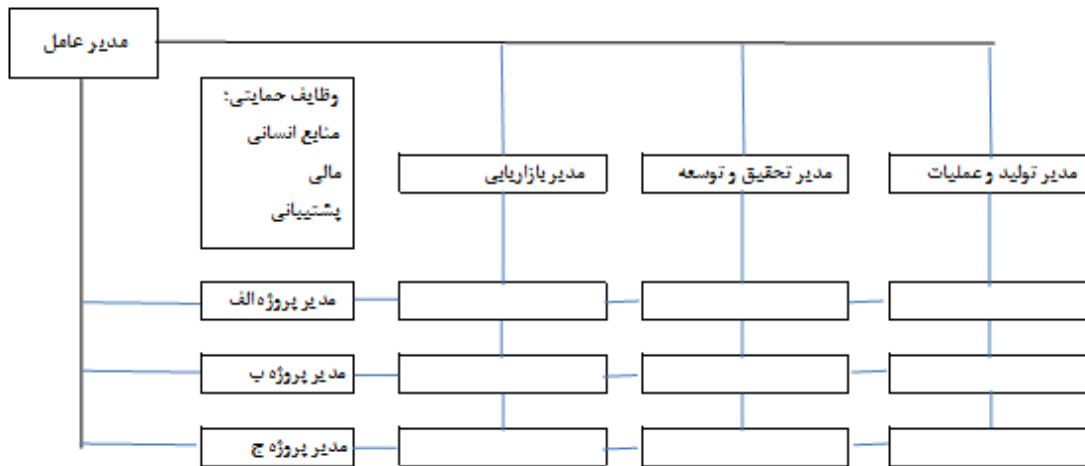 مدیر عامل
وظایف حمایتی:
منابع انسانی
مالی
پشتیبانی
مدیر بازاریابی
مدیر تحقیق و توسعه
مدیر تولید و عملیات
مدیر پروژه الف
مدیر پروژه ب
مدیر پروژه ج